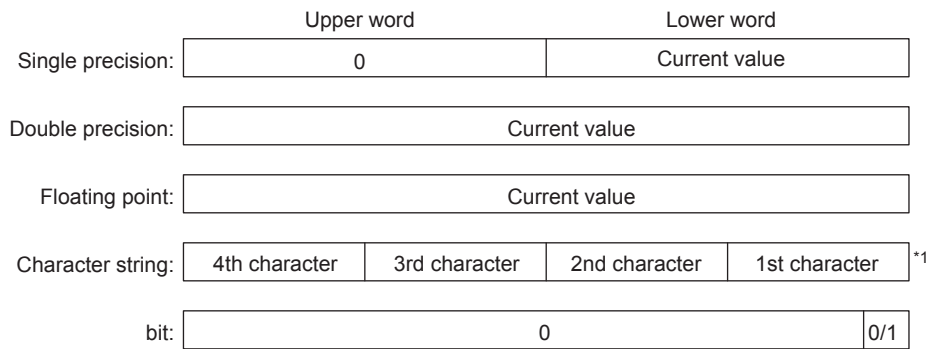 Upper word Lower word
Single precision: 0 Current value
Double precision: Current value
Floating point: Current value
Character string: 4th character 3rd character 2nd character 1st character *1
bit: 0 0/1